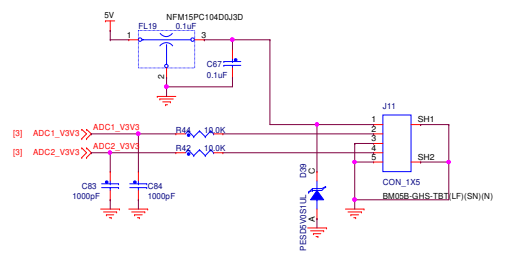 5V
NFM15PC104D0J3D
FL19 0.1uF
1
3
2
C67
0.1uF
J11
1
2
3
4
5
SH1
SH2
[3] ADC1_V3V3 ADC1_V3V3
R44 10.0K
[3] ADC2_V3V3 ADC2_V3V3
R42 10.0K
C83
1000pF
C84
1000pF
D39
C
A
PESD5V0S1UL
CON_1X5
BM05B-GHS-TBT(LF)(SN)(N)